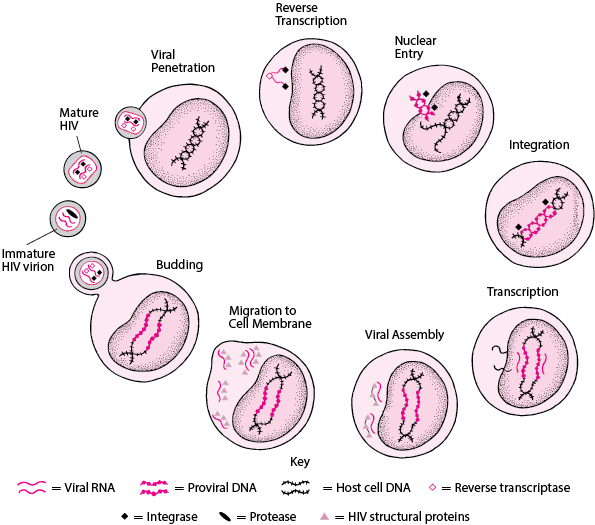 Reverse
Transcription
Viral
Penetration
Nuclear
Entry
Mature
HIV
Integration
Immature
HIV virion
Budding
Migration to
Cell Membrane
Viral Assembly
Transcription
Key
= Viral RNA = Proviral DNA = Host cell DNA = Reverse transcriptase
= Integrase = Protease = HIV structural proteins